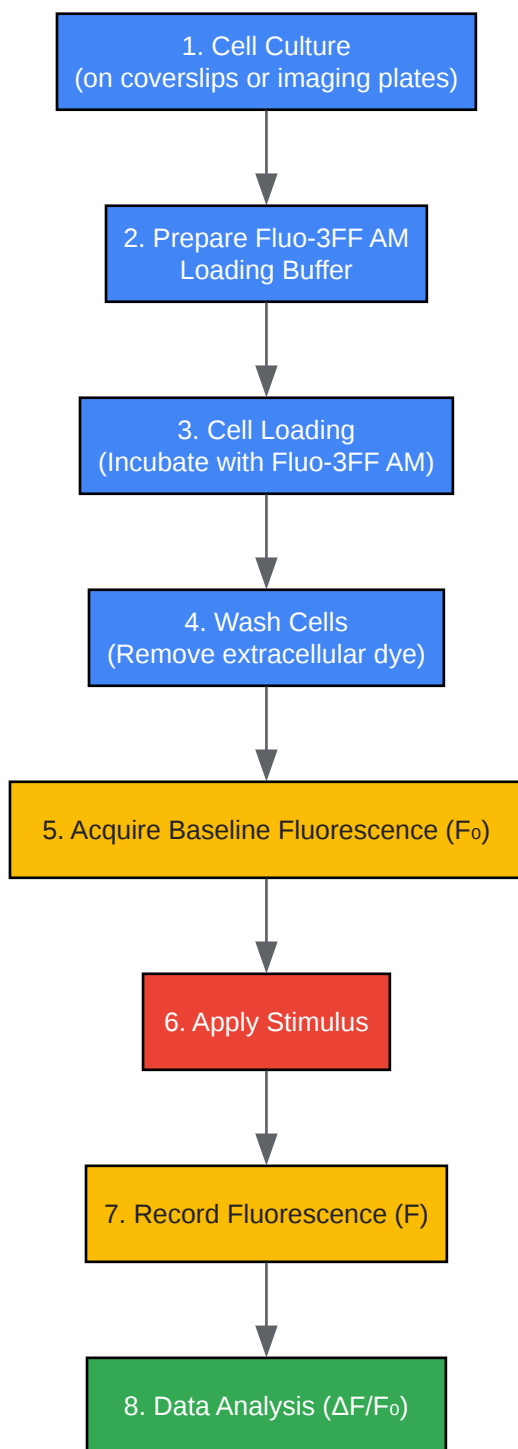 1. Cell Culture
(on coverslips or imaging plates)
2. Prepare Fluo-3FF AM
Loading Buffer
3. Cell Loading
(Incubate with Fluo-3FF AM)
4. Wash Cells
(Remove extracellular dye)
5. Acquire Baseline Fluorescence (F₀)
6. Apply Stimulus
7. Record Fluorescence (F)
8. Data Analysis (ΔF/F₀)